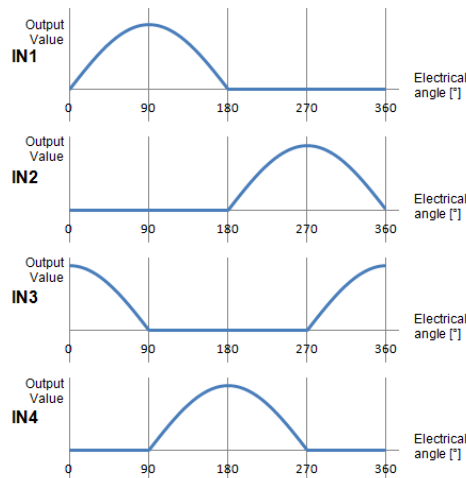 Output
Value
IN1
Electrical
angle [°]
0 90 180 270 360
Output
Value
IN2
Electrical
angle [°]
0 90 180 270 360
Output
Value
IN3
Electrical
angle [°]
0 90 180 270 360
Output
Value
IN4
Electrical
angle [°]
0 90 180 270 360